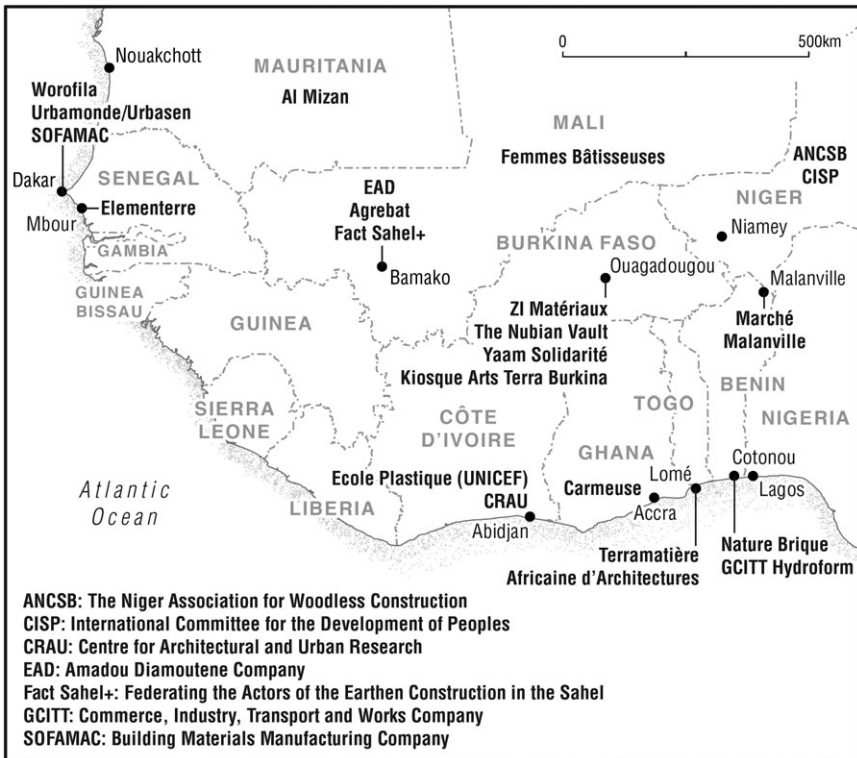 0
500km
Nouakchott
MAURITANIA
Al Mizan
Worofila
Urbamonde/Urbasen
SOFAMAC
MALI
Femmes Bâtisseuses
ANCSB
CISP
Dakar
SENEGAL
Mbour
Elementerre
EAD
Agrebat
Fact Sahel+
Bamako
NIGER
Niamey
GAMBIA
BURKINA FASO
Ouagadougou
Malanville
GUINEA
BISSAU
GUINEA
ZI Matériaux
The Nubian Vault
Yaam Solidarité
Kiosque Arts Terra Burkina
Marché
Malanville
SIERRA
LEONE
CÔTE
D'IVOIRE
TOGO
BENIN
NIGERIA
GHANA
Atlantic
Ocean
LIBERIA
Ecole Plastique (UNICEF)
CRAU
Abidjan
Carmeuse
Accra
Lomé
Cotonou
Lagos
Terramatière
Africaine d'Architectures
Nature Brique
GCITT Hydroform
ANCSB: The Niger Association for Woodless Construction
CISP: International Committee for the Development of Peoples
CRAU: Centre for Architectural and Urban Research
EAD: Amadou Diamoutene Company
Fact Sahel+: Federating the Actors of the Earthen Construction in the Sahel
GCITT: Commerce, Industry, Transport and Works Company
SOFAMAC: Building Materials Manufacturing Company